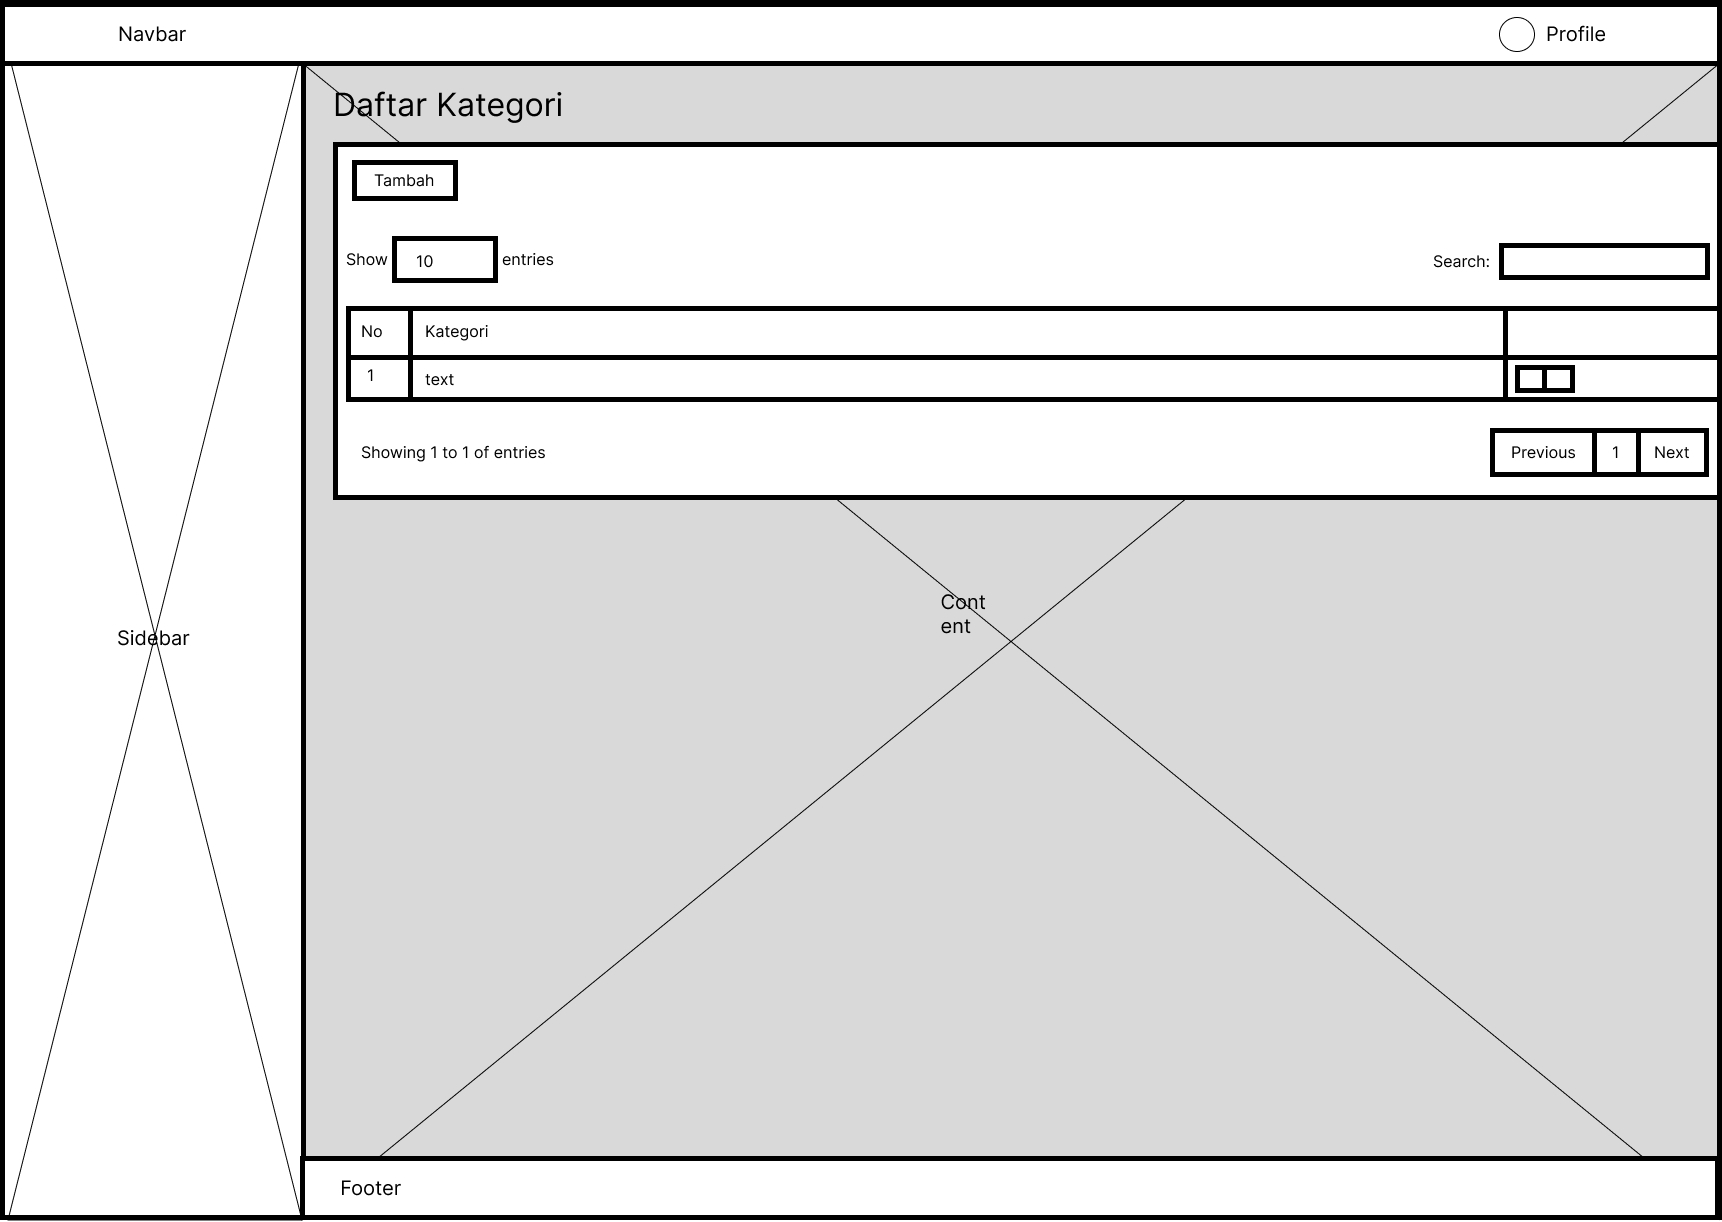 Navbar
Profile
Daftar Kategori
Tambah
Show 10 entries
Search:
No Kategori
1 text
Showing 1 to 1 of entries
Previous 1 Next
Cont
ent
Sidebar
Footer